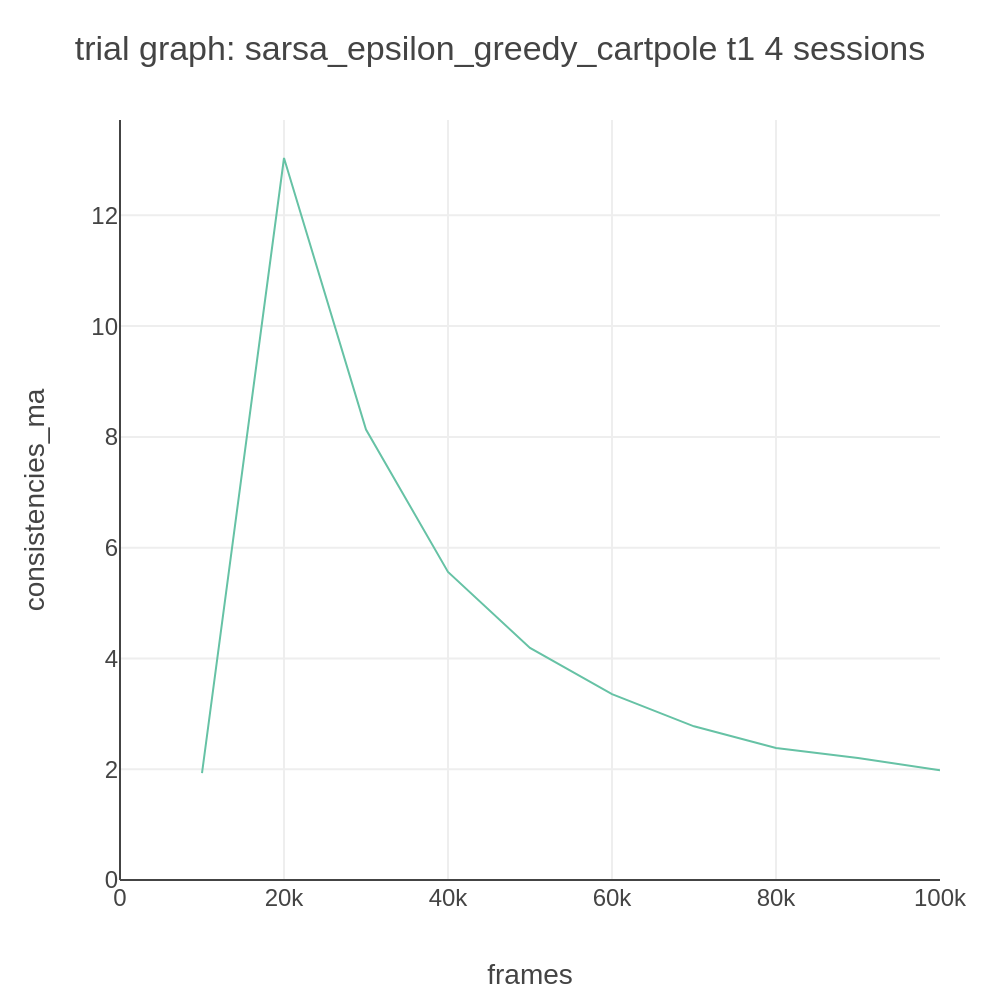 trial graph: sarsa_epsilon_greedy_cartpole t1 4 sessions
consistencies_ma
12
10
8
6
4
2
0
0
20k
40k
60k
80k
100k
frames